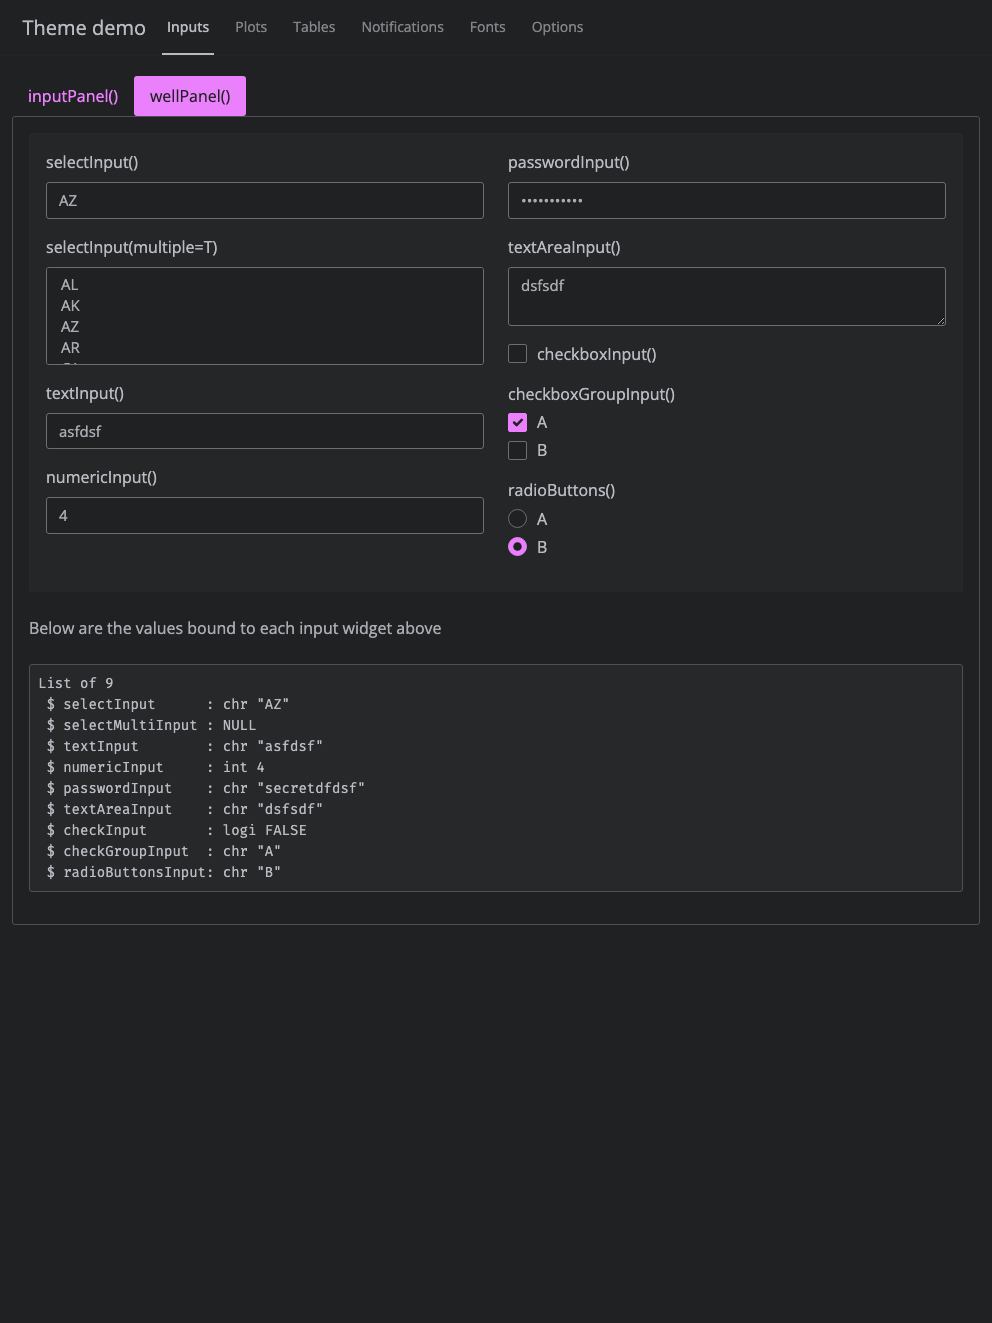 Theme demo Inputs Plots Tables Notifications Fonts Options
inputPanel() wellPanel()
selectInput()
AZ
selectInput(multiple=T)
AL
AK
AZ
AR
textInput()
asfdsf
numericInput()
4
passwordInput()
•••••••••••
textAreaInput()
dsfsdf
checkboxInput()
checkboxGroupInput()
A
B
radioButtons()
A
B
Below are the values bound to each input widget above
List of 9
 $ selectInput      : chr "AZ"
 $ selectMultiInput : NULL
 $ textInput        : chr "asfdsf"
 $ numericInput     : int 4
 $ passwordInput    : chr "secretdfdsf"
 $ textAreaInput    : chr "dsfsdf"
 $ checkInput       : logi FALSE
 $ checkGroupInput  : chr "A"
 $ radioButtonsInput: chr "B"